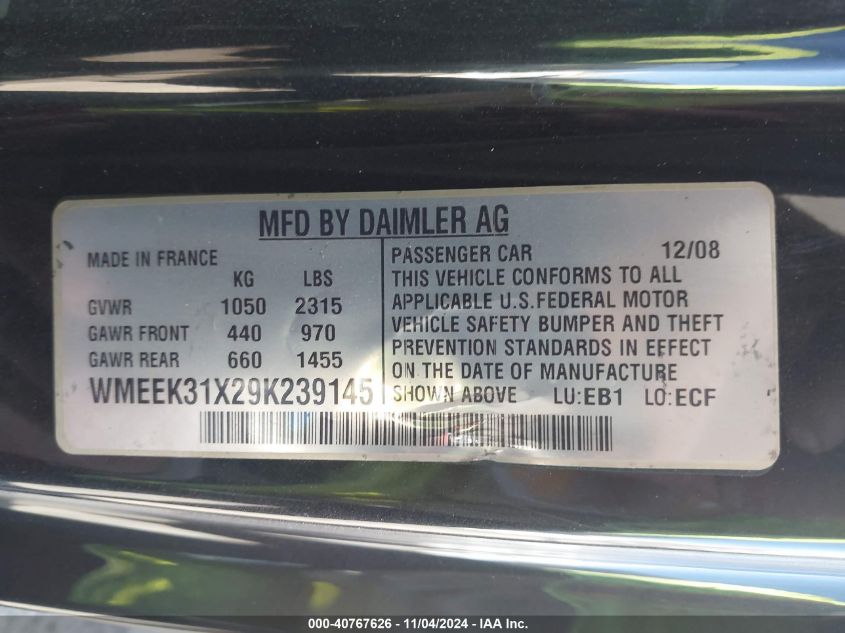 MFD BY DAIMLER AG
MADE IN FRANCE
KG LBS
GVWR 1050 2315
GAWR FRONT 440 970
GAWR REAR 660 1455
WMEEK31X29K239145
PASSENGER CAR 12/08
THIS VEHICLE CONFORMS TO ALL
APPLICABLE U.S.FEDERAL MOTOR
VEHICLE SAFETY BUMPER AND THEFT
PREVENTION STANDARDS IN EFFECT
ON THE DATE OF MANUFACTURE
SHOWN ABOVE LU:EB1 LO:ECF
000-40767626 - 11/04/2024 - IAA Inc.